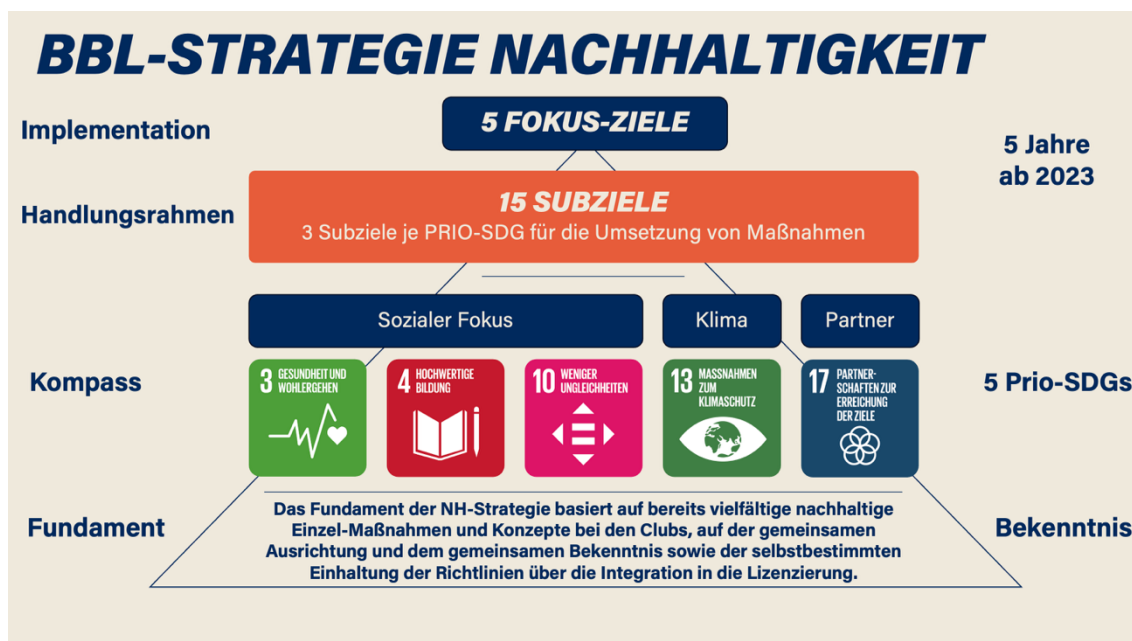 BBL-STRATEGIE NACHHALTIGKEIT
Implementation
5 FOKUS-ZIELE
5 Jahre
ab 2023
Handlungsrahmen
15 SUBZIELE
3 Subziele je PRIO-SDG für die Umsetzung von Maßnahmen
Sozialer Fokus
Klima
Partner
Kompass
3 GESUNDHEIT UND
WOHLERGEHEN
4 HOCHWERTIGE
BILDUNG
10 WENIGER
UNGLEICHHEITEN
13 MASSNAHMEN
ZUM
KLIMASCHUTZ
17 PARTNER-
SCHAFTEN ZUR
ERREICHUNG
DER ZIELE
5 Prio-SDGs
Fundament
Das Fundament der NH-Strategie basiert auf bereits vielfältige nachhaltige
Einzel-Maßnahmen und Konzepte bei den Clubs, auf der gemeinsamen
Ausrichtung und dem gemeinsamen Bekenntnis sowie der selbstbestimmten
Einhaltung der Richtlinien über die Integration in die Lizenzierung.
Bekenntnis